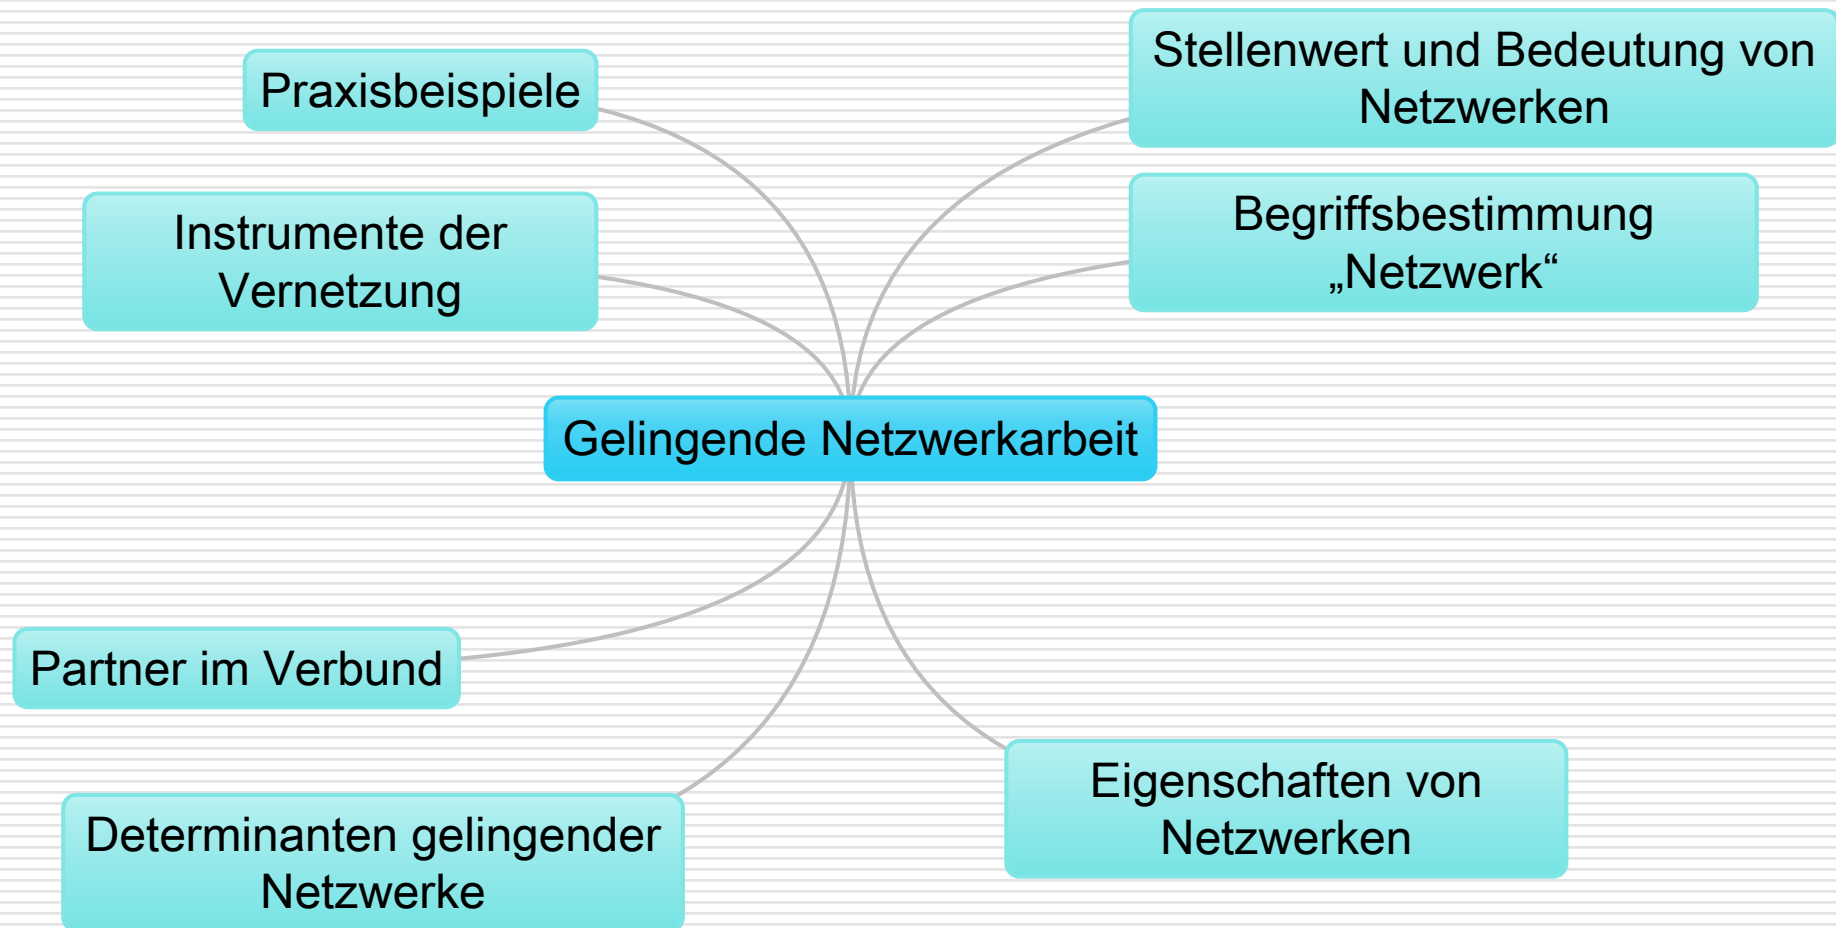 Praxisbeispiele
Stellenwert und Bedeutung von
Netzwerken
Instrumente der
Vernetzung
Begriffsbestimmung
„Netzwerk“
Gelingende Netzwerkarbeit
Partner im Verbund
Determinanten gelingender
Netzwerke
Eigenschaften von
Netzwerken